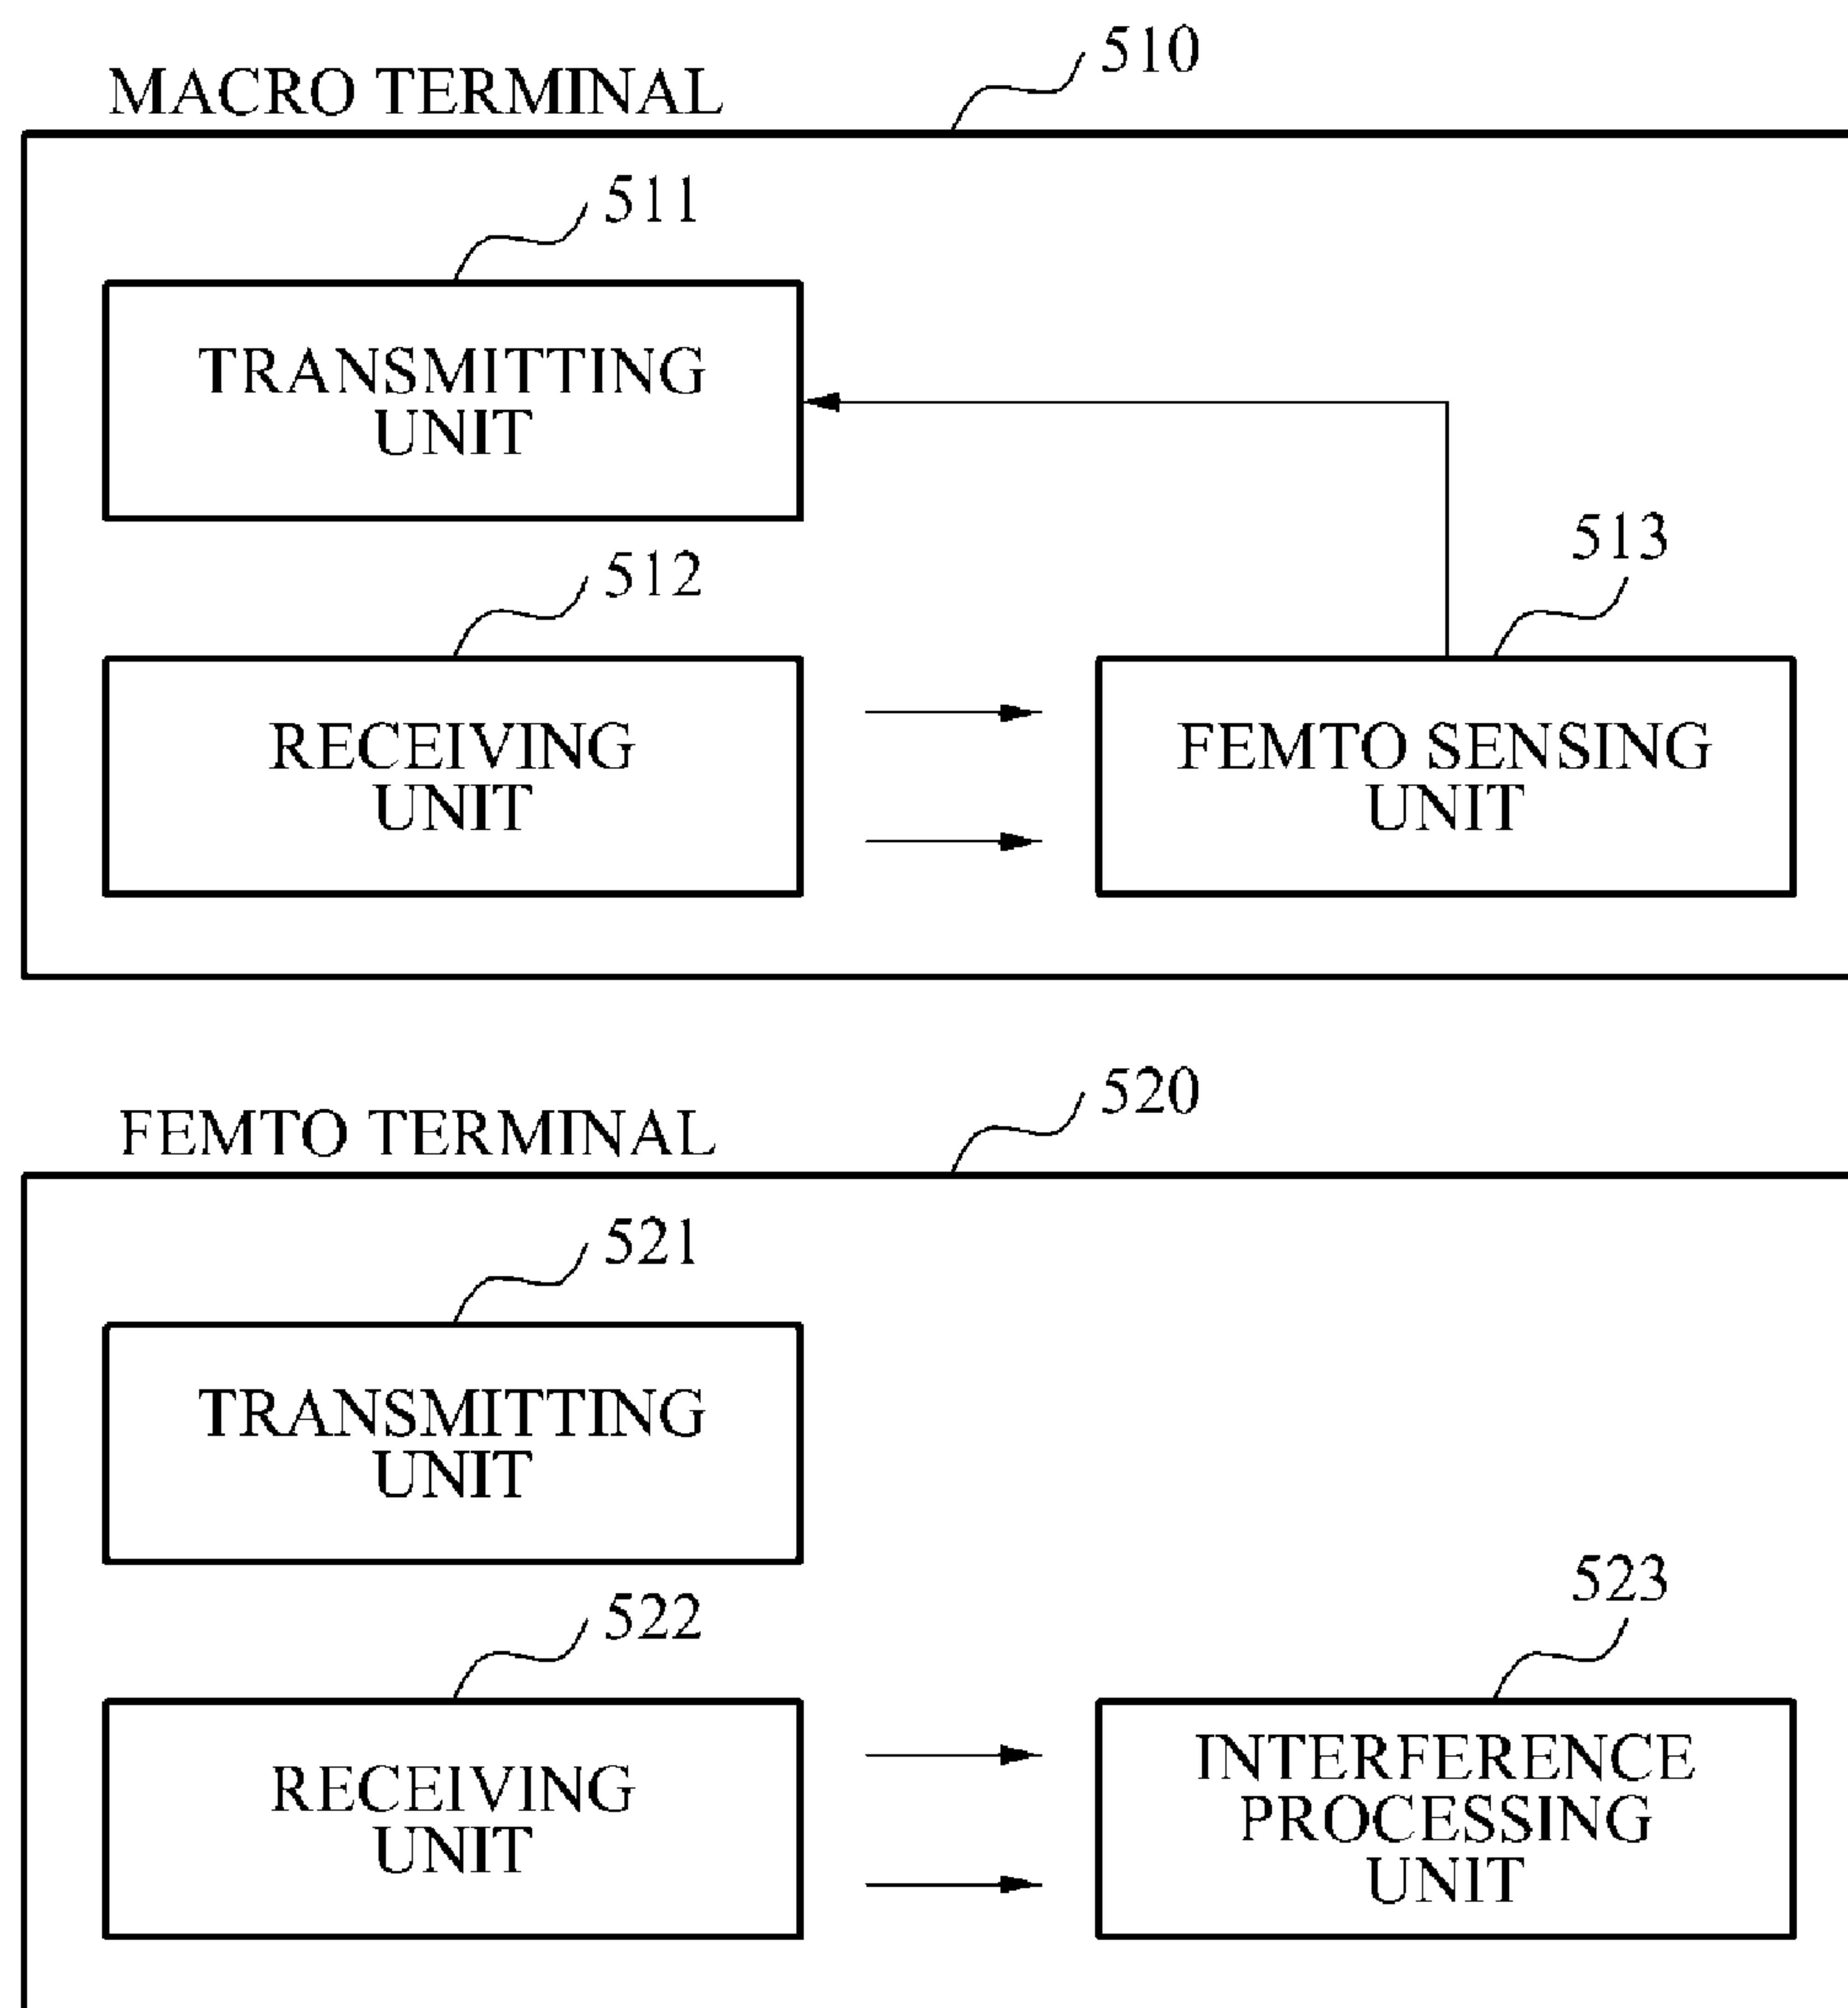 510
MACRO TERMINAL
511
TRANSMITTING
UNIT
512
513
RECEIVING
UNIT
FEMTO SENSING
UNIT
520
FEMTO TERMINAL
521
TRANSMITTING
UNIT
522
523
RECEIVING
UNIT
INTERFERENCE
PROCESSING
UNIT